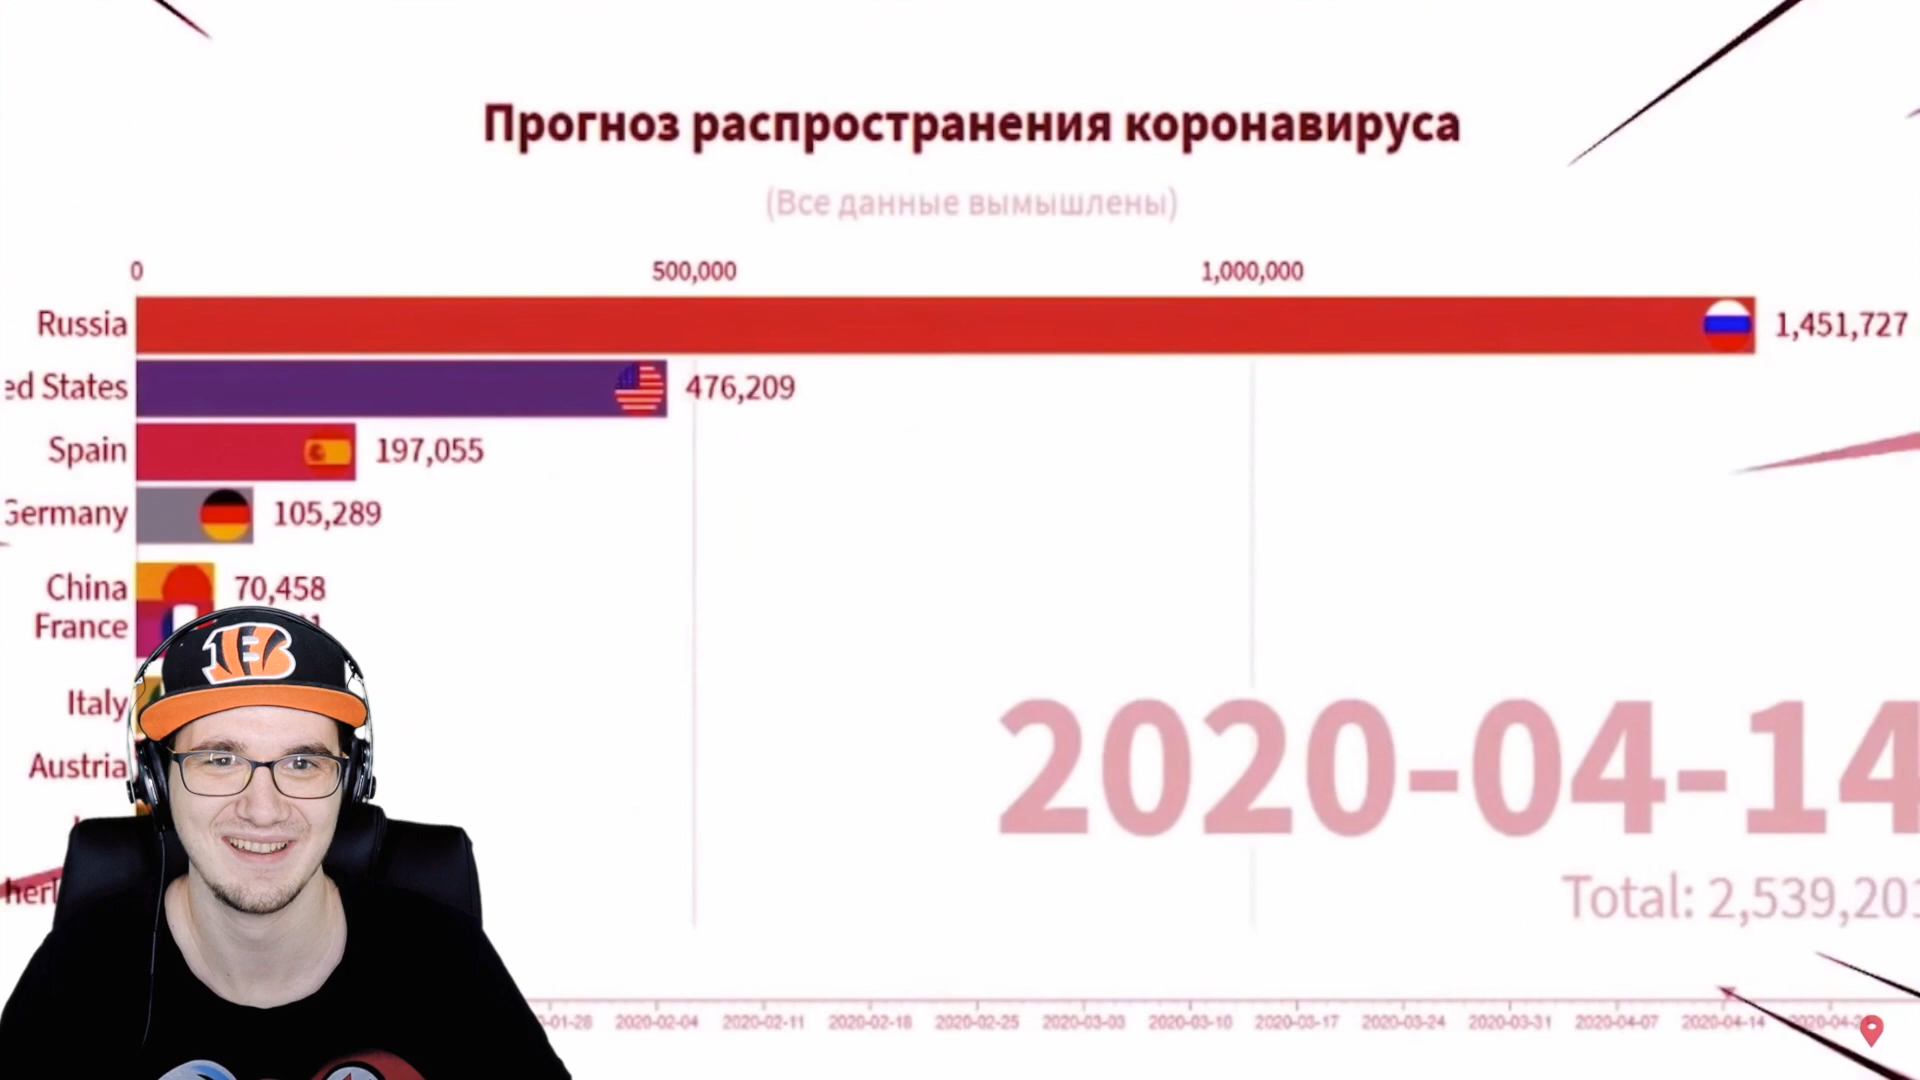 Прогноз распространения коронавируса
(Все данные вымышлены)
0 500,000 1,000,000
Russia 1,451,727
ed States 476,209
Spain 197,055
Germany 105,289
China 70,458
France
Italy
Austria
2020-04-14
Total: 2,539,201
2020-02-04 2020-02-11 2020-02-18 2020-02-25 2020-03-03 2020-03-10 2020-03-17 2020-03-24 2020-03-31 2020-04-07 2020-04-14